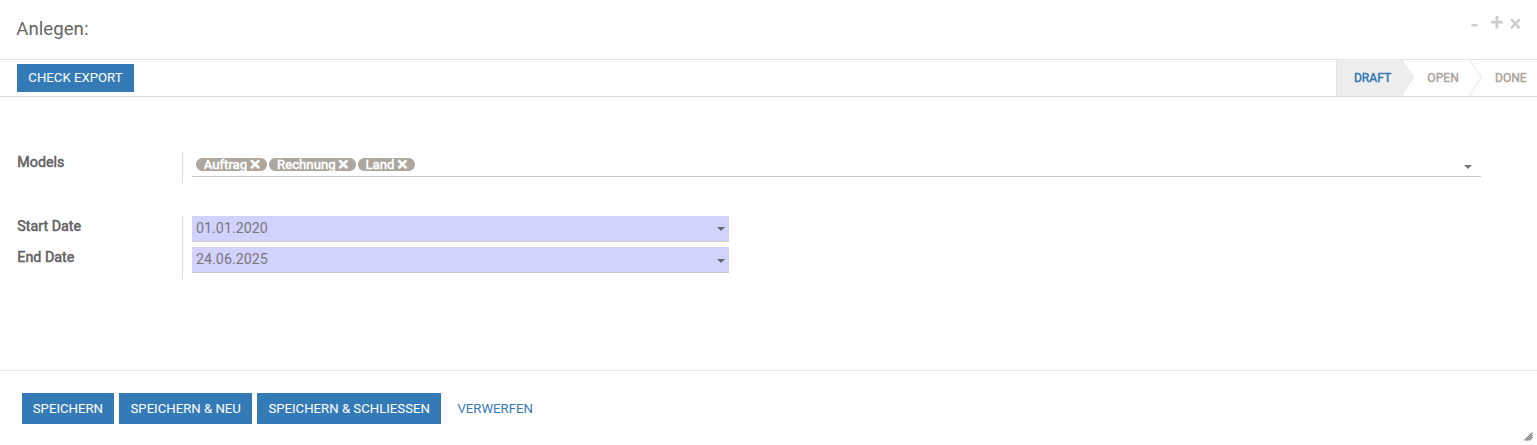 Anlegen:
CHECK EXPORT
DRAFT OPEN DONE
Models Auftrag Rechnung Land
Start Date 01.01.2020
End Date 24.06.2025
SPEICHERN SPEICHERN & NEU SPEICHERN & SCHLIESSEN VERWERFEN